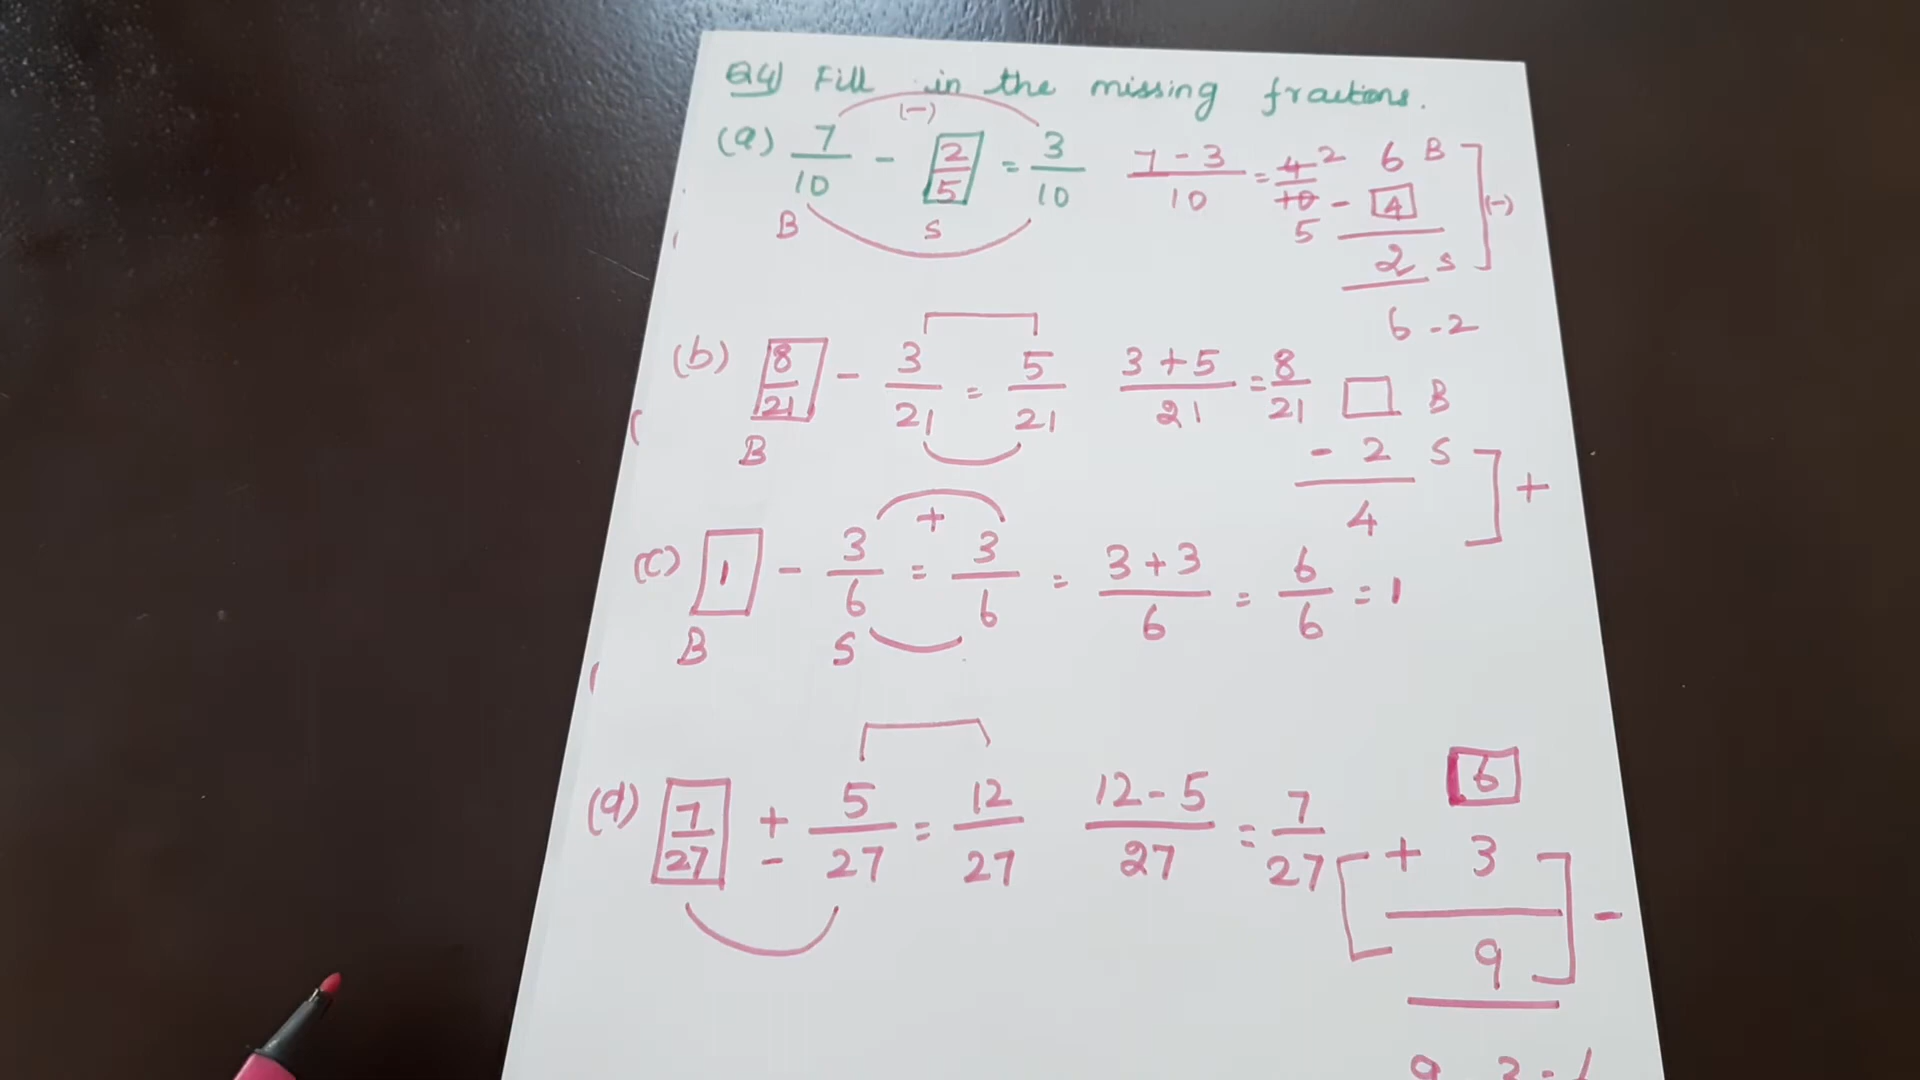 Q4) Fill in the missing fractions.
(-)
(a) 7/10 - 2/5 = 3/10
B S
7 - 3/10 = 4/10 2 5
6 B
- 4
2 s
(-)
6 - 2
(b) 8/21 - 3/21 = 5/21 3 + 5/21 = 8/21
B
□ B
- 2 S
4
+
+
(c) 1 - 3/6 = 3/6 = 3 + 3/6 = 6/6 = 1
B S
(d) 7/27 + - 5/27 = 12/27 12 - 5/27 = 7/27
6
+ 3
9
-